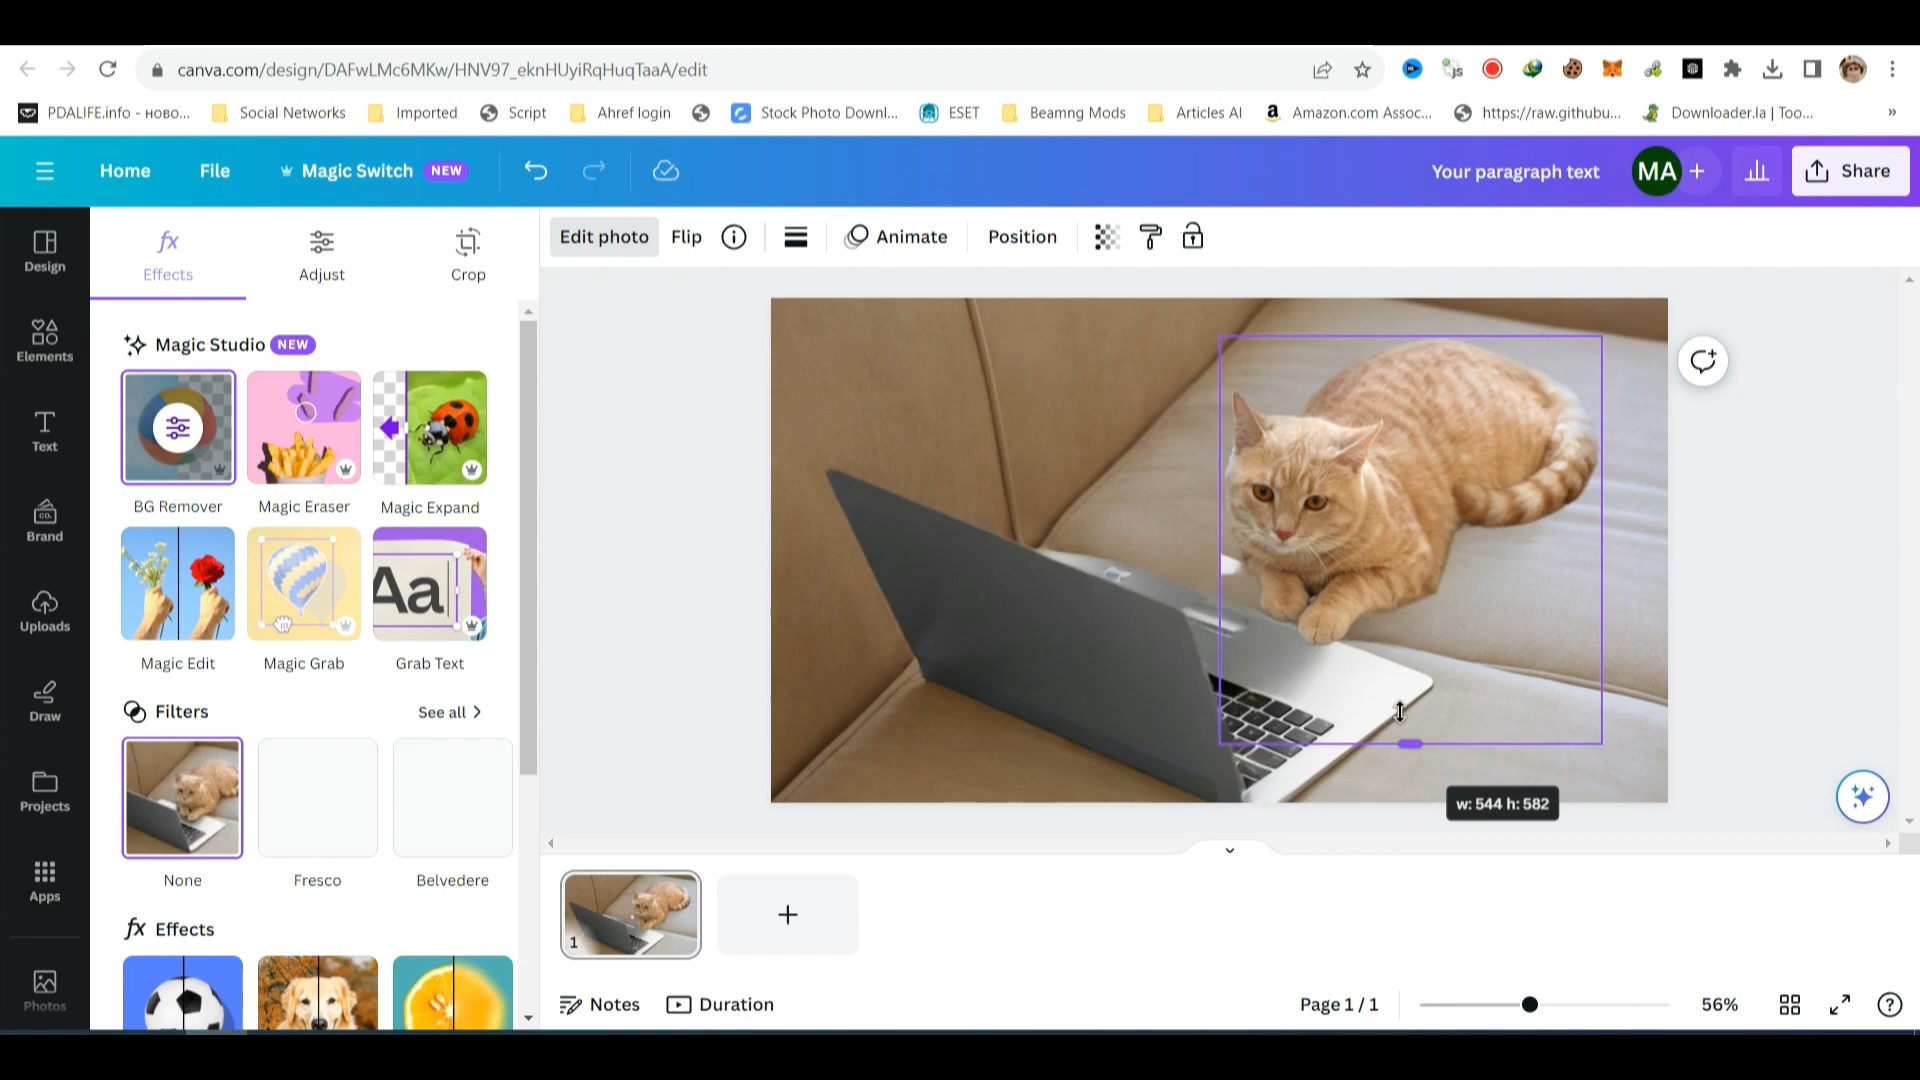 canva.com/design/DAFwLMc6MKw/HNV97_eknHUyiRqHuqTaaA/edit
PDALIFE.info - ново... Social Networks Imported Script Ahref login Stock Photo Downl... ESET Beamng Mods Articles AI Amazon.com Assoc... https://raw.githubu... Downloader.la | Too... »
Home File Magic Switch NEW Your paragraph text MA + Share
Edit photo Flip Animate Position
Design
Elements
Text
CO.
Brand
Uploads
Draw
Projects
Apps
Photos
fx
Effects Adjust Crop
Magic Studio NEW
BG Remover Magic Eraser Magic Expand
Aa
Magic Edit Magic Grab Grab Text
Filters See all
None Fresco Belvedere
fx Effects
w: 544 h: 582
1
+
Notes Duration Page 1 / 1 56% ?